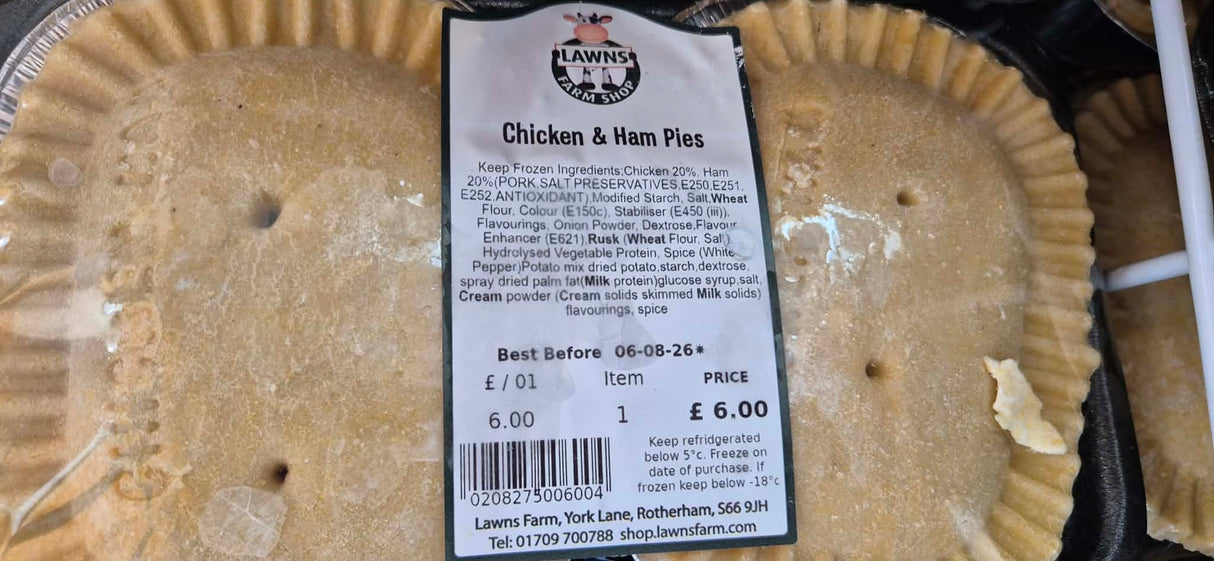 LAWNS
FARM SHOP
Chicken & Ham Pies
Keep Frozen Ingredients;Chicken 20%, Ham
20%(PORK,SALT,PRESERVATIVES,E250,E251,
E252,ANTIOXIDANT),Modified Starch, Salt,Wheat
Flour, Colour (E150c), Stabiliser (E450 (iii)).
Flavourings, Onion Powder, Dextrose,Flavour
Enhancer (E621),Rusk (Wheat Flour, Salt).
Hydrolysed Vegetable Protein, Spice (White
Pepper)Potato mix dried potato,starch,dextrose,
spray dried palm fat(Milk protein)glucose syrup,salt,
Cream powder (Cream solids skimmed Milk solids)
flavourings, spice
Best Before 06-08-26*
£ / 01 Item PRICE
6.00 1 £ 6.00
Keep refridgerated
below 5°c. Freeze on
date of purchase. If
frozen keep below -18°c
0208275006004
Lawns Farm, York Lane, Rotherham, S66 9JH
Tel: 01709 700788 shop.lawnsfarm.com